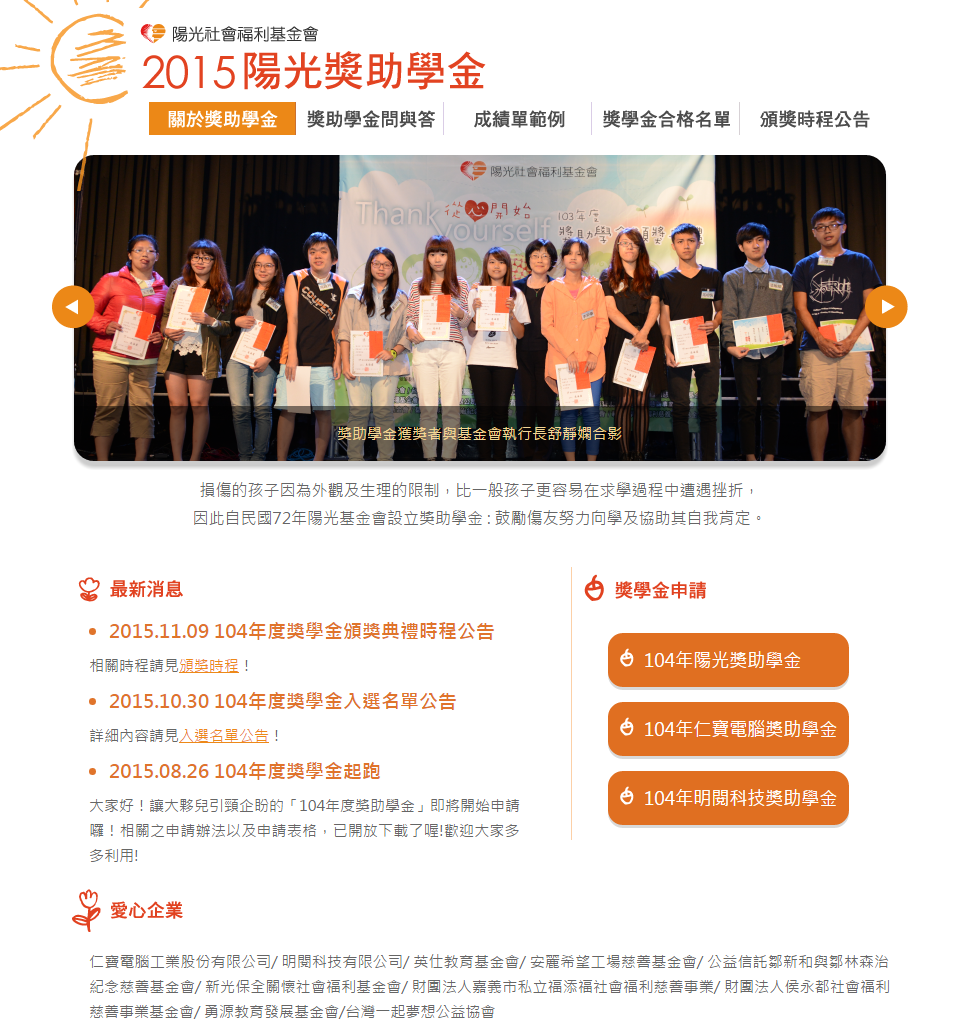 陽光社會福利基金會
2015陽光獎助學金
關於獎助學金 獎助學金問與答 成績單範例 獎學金合格名單 頒獎時程公告
陽光社會福利基金會
Thank 從心開始
yourself 103年度
獎助學金頒獎
獎助學金獲獎者與基金會執行長舒靜嫻合影
損傷的孩子因為外觀及生理的限制，比一般孩子更容易在求學過程中遭遇挫折，
因此自民國72年陽光基金會設立獎助學金 : 鼓勵傷友努力向學及協助其自我肯定。
最新消息
2015.11.09 104年度獎學金頒獎典禮時程公告
相關時程請見頒獎時程！
2015.10.30 104年度獎學金入選名單公告
詳細內容請見入選名單公告！
2015.08.26 104年度獎學金起跑
大家好！讓大夥兒引頸企盼的「104年度獎助學金」即將開始申請
囉！相關之申請辦法以及申請表格，已開放下載了喔!歡迎大家多
多利用!
獎學金申請
104年陽光獎助學金
104年仁寶電腦獎助學金
104年明閱科技獎助學金
愛心企業
仁寶電腦工業股份有限公司/ 明閱科技有限公司/ 英仕教育基金會/ 安麗希望工場慈善基金會/ 公益信託鄒新和與鄒林森治
紀念慈善基金會/ 新光保全關懷社會福利基金會/ 財團法人嘉義市私立福添福社會福利慈善事業/ 財團法人侯永都社會福利
慈善事業基金會/ 勇源教育發展基金會/台灣一起夢想公益協會